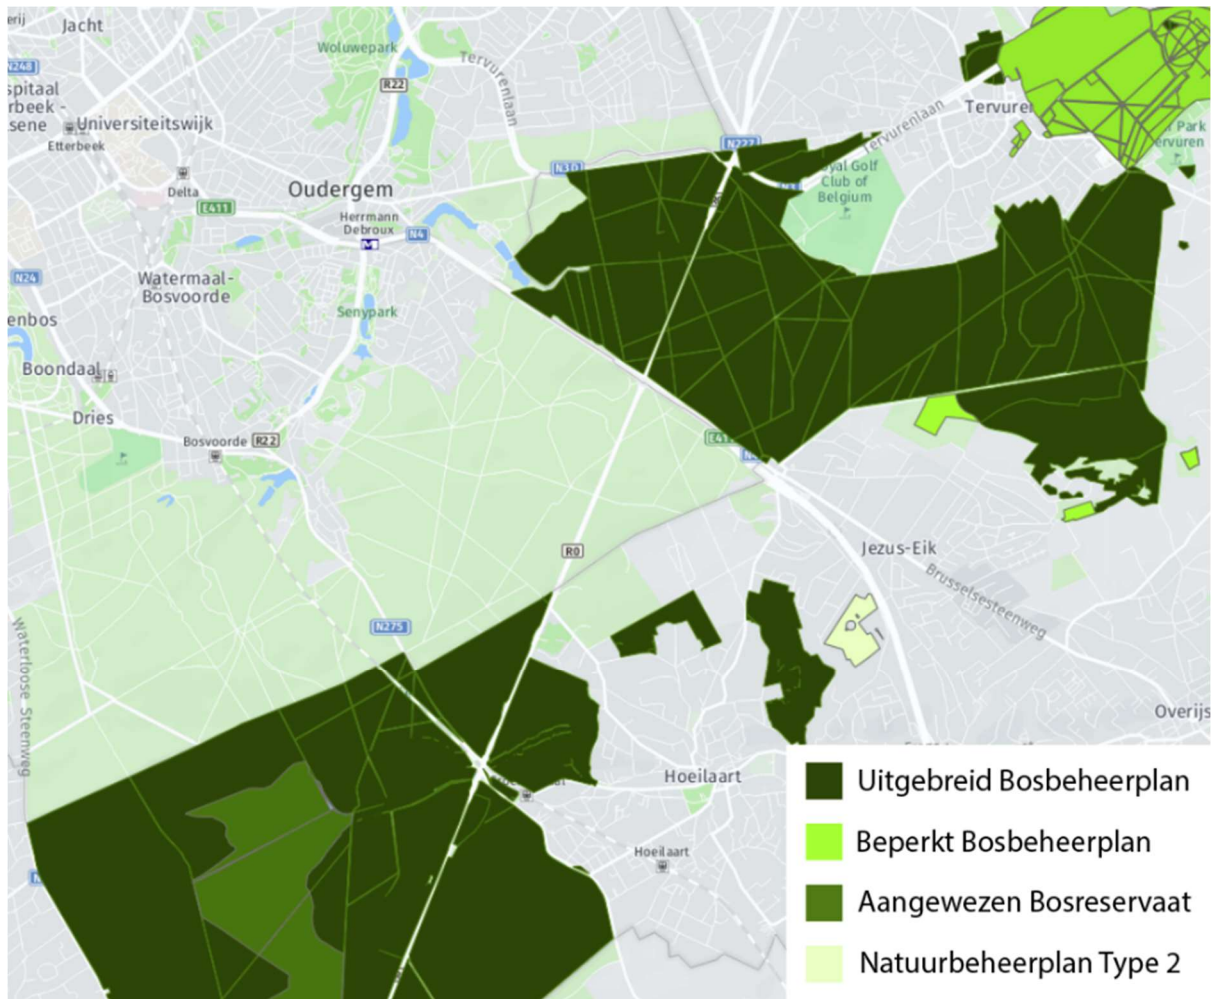 erij
Jacht
Woluwepark
Tervurenlaan
N248
spitaal
R22
rbeek -
sene
Universiteitswijk
Etterbeek
Tervuren
Tervurenlaan
N227
Park
ervuren
Delta
N30
yal Golf
Club of
Belgium
Oudergem
E411
Herrmann
Debroux
M
N4
N24
Watermaal-
Bosvoorde
Senypark
enbos
Boondaal
Dries
Bosvoorde
R22
E411
R0
Jezus-Eik
Brusselsesteenweg
N275
Waterloose Steenweg
Overijs
Hoeilaart
Hoeilaart
Uitgebreid Bosbeheerplan
Beperkt Bosbeheerplan
Aangewezen Bosreservaat
Natuurbeheerplan Type 2